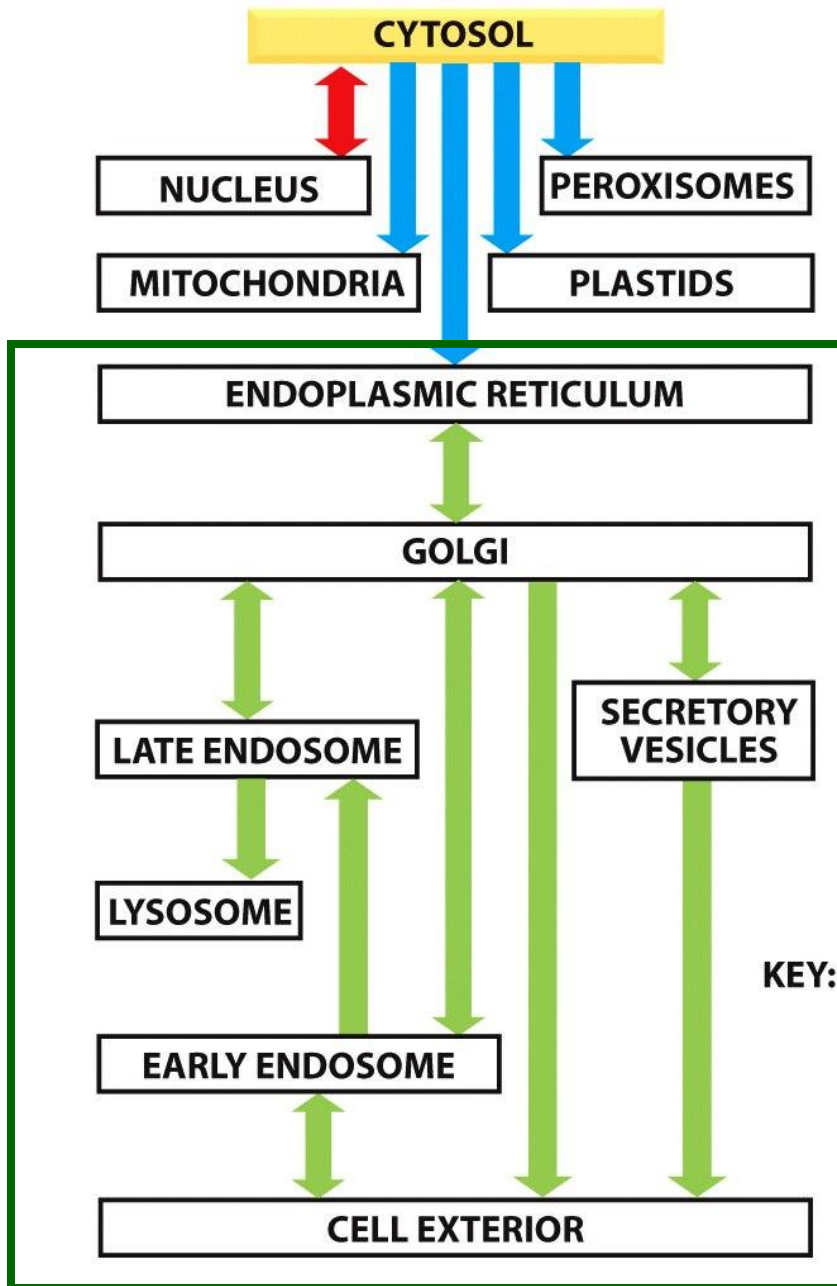 CYTOSOL
NUCLEUS
PEROXISOMES
MITOCHONDRIA
PLASTIDS
ENDOPLASMIC RETICULUM
GOLGI
SECRETORY
VESICLES
LATE ENDOSOME
LYSOSOME
KEY:
EARLY ENDOSOME
CELL EXTERIOR